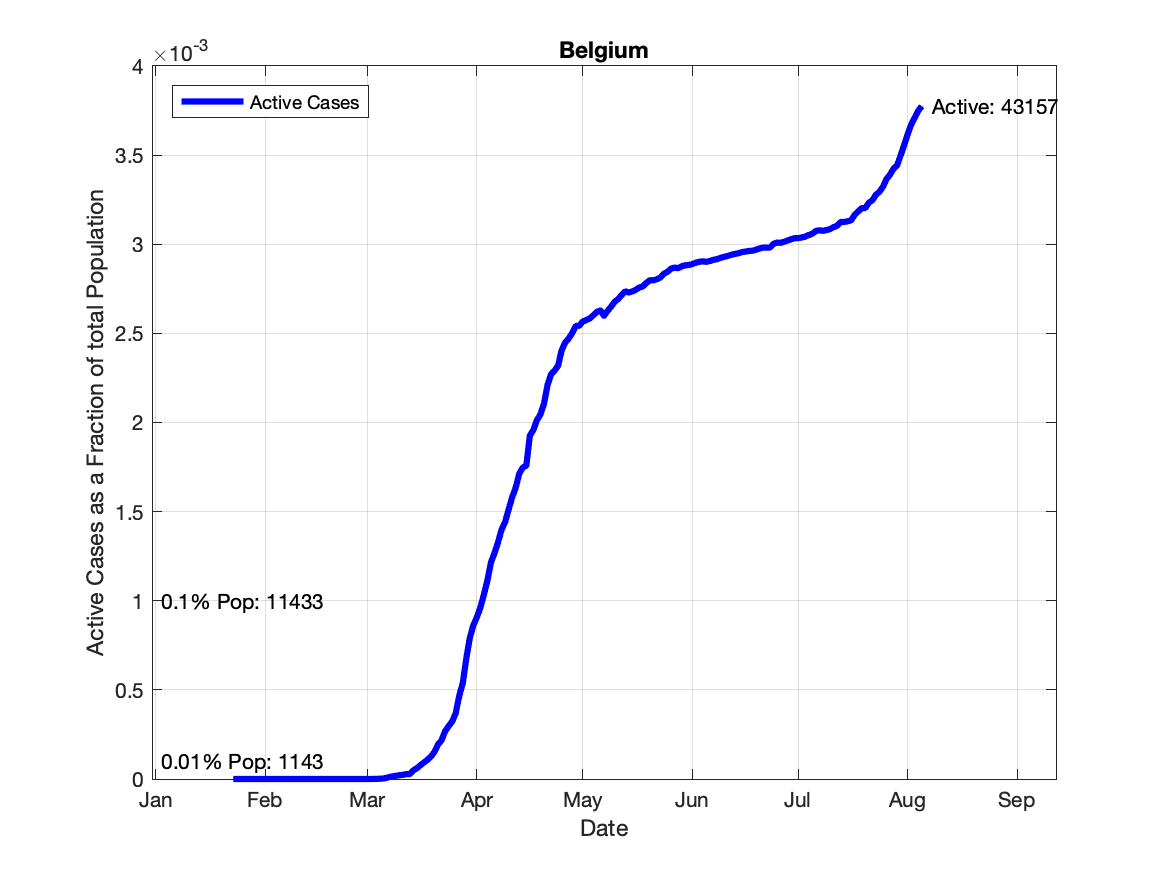 Belgium
×10-3
4
3.5
3
2.5
2
1.5
1
0.5
0
Active Cases as a Fraction of total Population
Active Cases
Active: 43157
0.1% Pop: 11433
0.01% Pop: 1143
Jan Feb Mar Apr May Jun Jul Aug Sep
Date